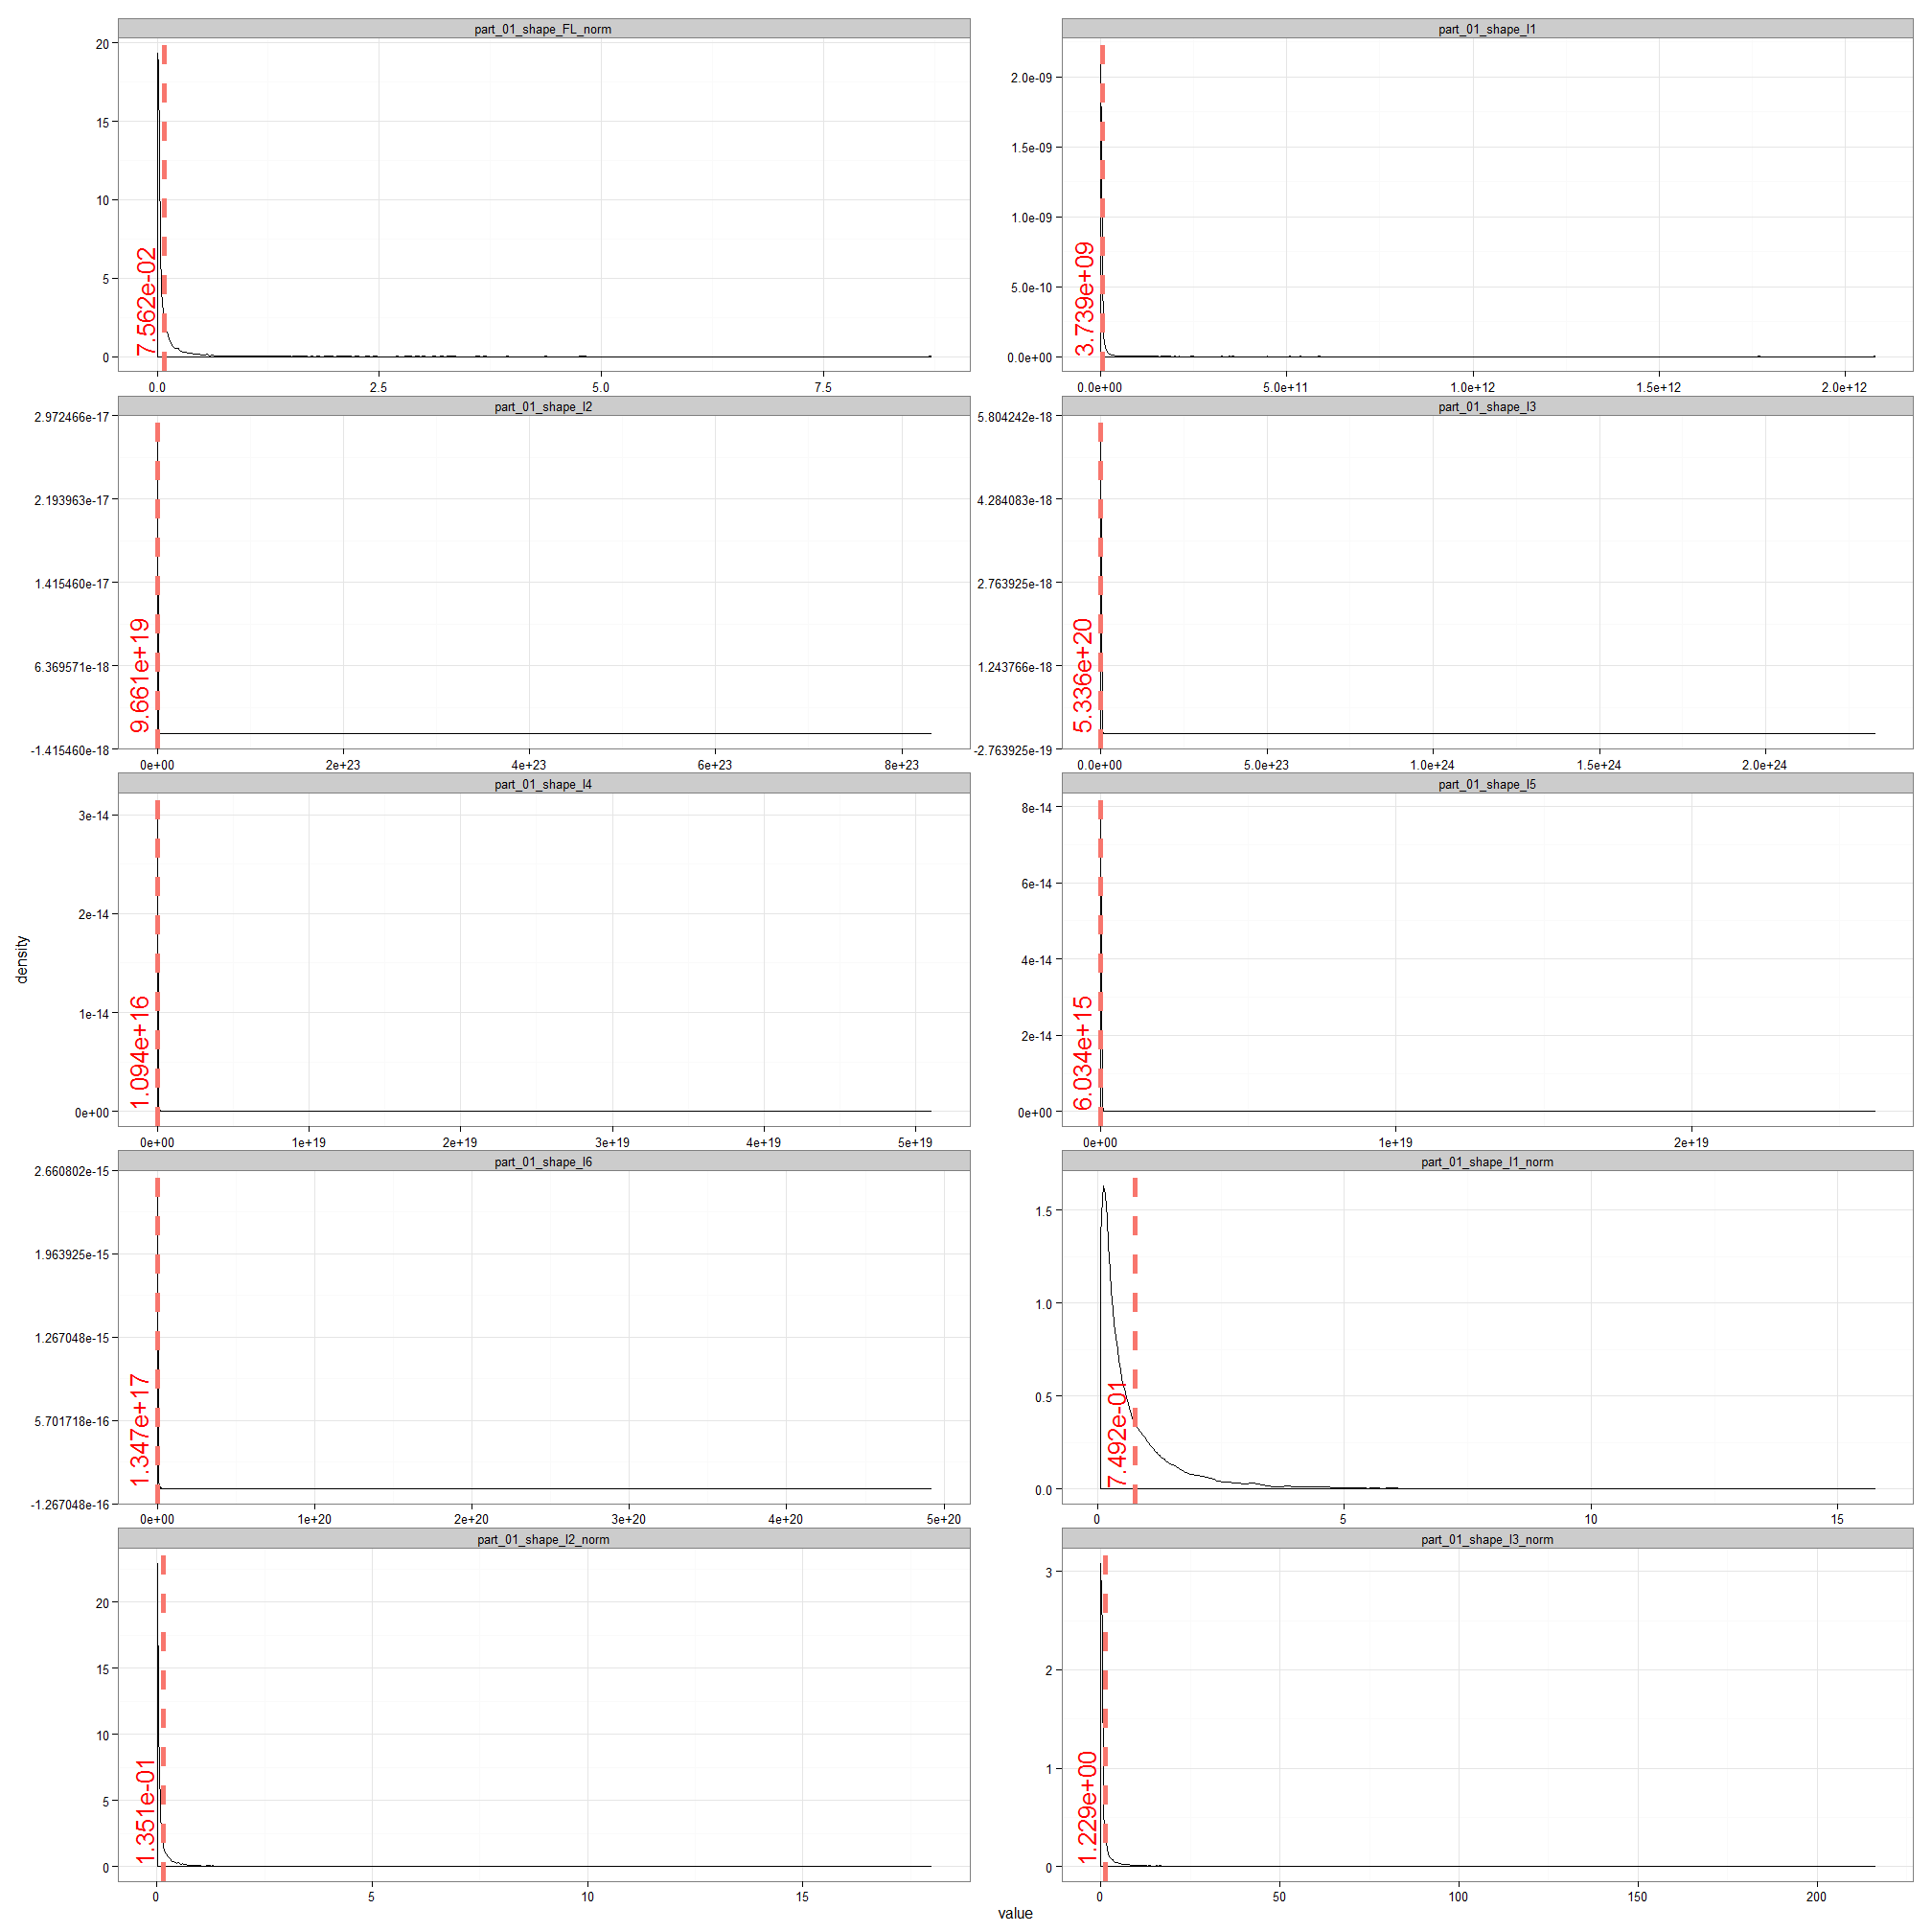 part_01_shape_FL_norm
20
15
10
5
0
7.562e-02
0.0 2.5 5.0 7.5
part_01_shape_I1
2.0e-09
1.5e-09
1.0e-09
5.0e-10
0.0e+00
3.739e+09
0.0e+00 5.0e+11 1.0e+12 1.5e+12 2.0e+12
part_01_shape_I2
2.972466e-17
2.193963e-17
1.415460e-17
6.369571e-18
-1.415460e-18
9.661e+19
0e+00 2e+23 4e+23 6e+23 8e+23
part_01_shape_I3
5.804242e-18
4.284083e-18
2.763925e-18
1.243766e-18
-2.763925e-19
5.336e+20
0.0e+00 5.0e+23 1.0e+24 1.5e+24 2.0e+24
part_01_shape_I4
3e-14
2e-14
1e-14
0e+00
1.094e+16
0e+00 1e+19 2e+19 3e+19 4e+19 5e+19
part_01_shape_I5
8e-14
6e-14
4e-14
2e-14
0e+00
6.034e+15
0e+00 1e+19 2e+19
part_01_shape_I6
2.660802e-15
1.963925e-15
1.267048e-15
5.701718e-16
-1.267048e-16
1.347e+17
0e+00 1e+20 2e+20 3e+20 4e+20 5e+20
part_01_shape_I1_norm
1.5
1.0
0.5
0.0
7.492e-01
0 5 10 15
part_01_shape_I2_norm
20
15
10
5
0
1.351e-01
0 5 10 15
part_01_shape_I3_norm
3
2
1
0
1.229e+00
0 50 100 150 200
density
value